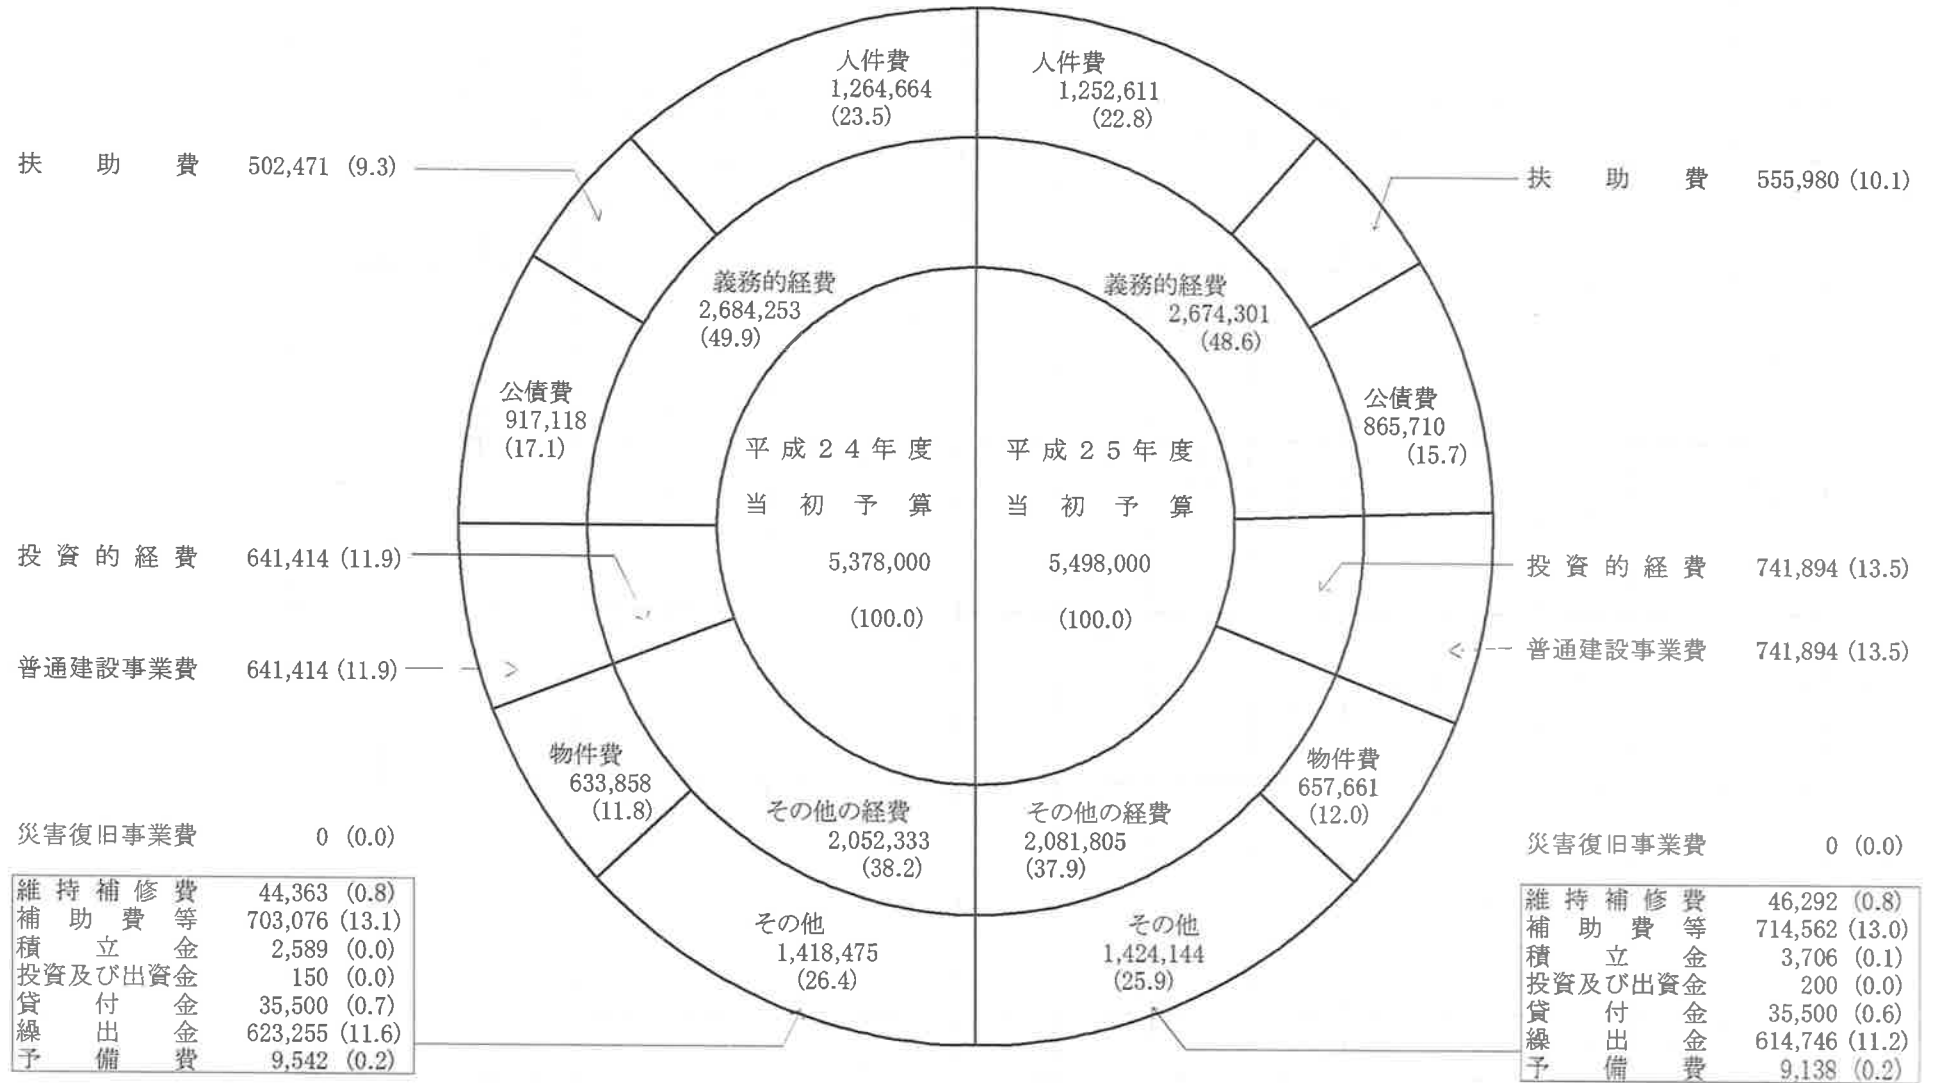 人件費
1,264,664
(23.5)
人件費
1,252,611
(22.8)
扶助費 502,471 (9.3)
扶助費 555,980 (10.1)
義務的経費
2,684,253
(49.9)
義務的経費
2,674,301
(48.6)
公債費
917,118
(17.1)
公債費
865,710
(15.7)
平成24年度
当初予算
5,378,000
(100.0)
平成25年度
当初予算
5,498,000
(100.0)
投資的経費 641,414 (11.9)
投資的経費 741,894 (13.5)
普通建設事業費 641,414 (11.9)
普通建設事業費 741,894 (13.5)
物件費
633,858
(11.8)
物件費
657,661
(12.0)
その他の経費
2,052,333
(38.2)
その他の経費
2,081,805
(37.9)
災害復旧事業費 0 (0.0)
災害復旧事業費 0 (0.0)
その他
1,418,475
(26.4)
その他
1,424,144
(25.9)
維持補修費 44,363 (0.8)
補助費等 703,076 (13.1)
積立金 2,589 (0.0)
投資及び出資金 150 (0.0)
貸付金 35,500 (0.7)
繰出金 623,255 (11.6)
予備費 9,542 (0.2)
維持補修費 46,292 (0.8)
補助費等 714,562 (13.0)
積立金 3,706 (0.1)
投資及び出資金 200 (0.0)
貸付金 35,500 (0.6)
繰出金 614,746 (11.2)
予備費 9,138 (0.2)